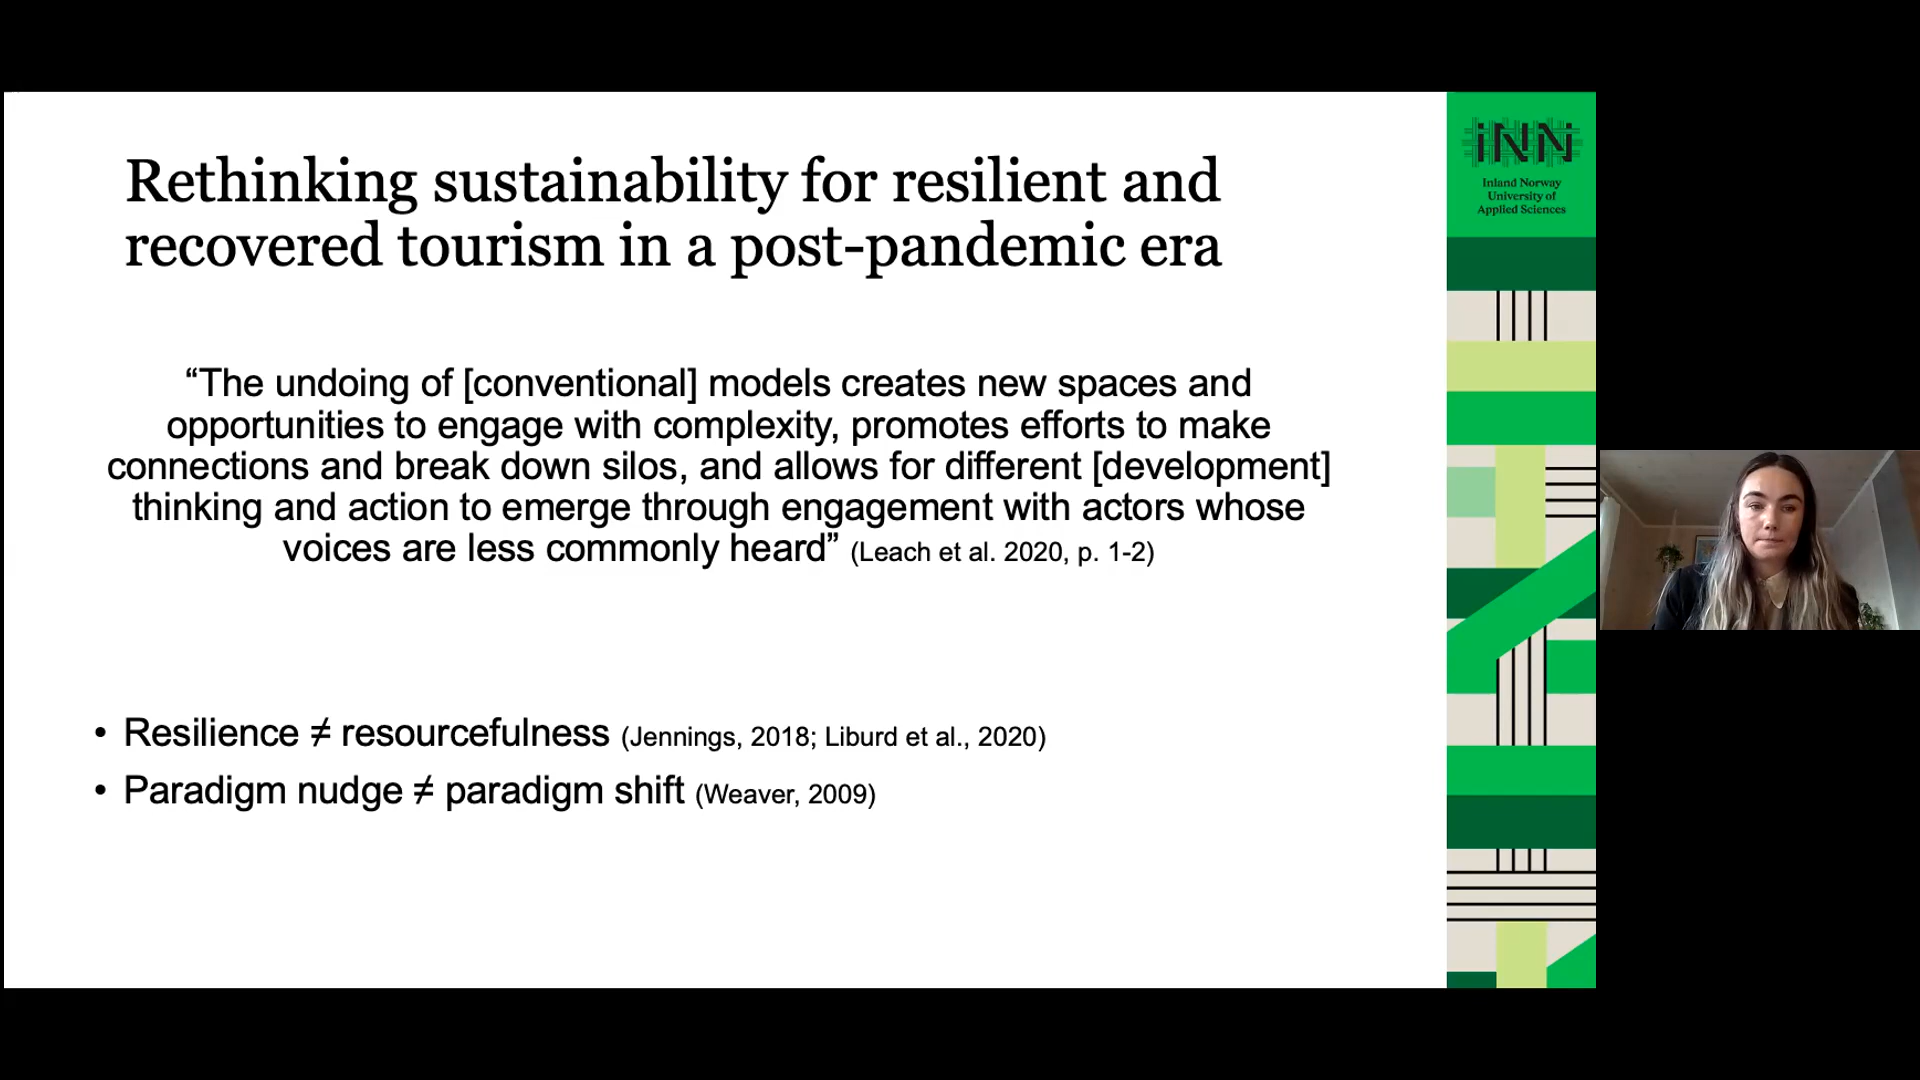 Rethinking sustainability for resilient and
recovered tourism in a post-pandemic era
“The undoing of [conventional] models creates new spaces and
opportunities to engage with complexity, promotes efforts to make
connections and break down silos, and allows for different [development]
thinking and action to emerge through engagement with actors whose
voices are less commonly heard” (Leach et al. 2020, p. 1-2)
• Resilience ≠ resourcefulness (Jennings, 2018; Liburd et al., 2020)
• Paradigm nudge ≠ paradigm shift (Weaver, 2009)
iNN
Inland Norway
University of
Applied Sciences